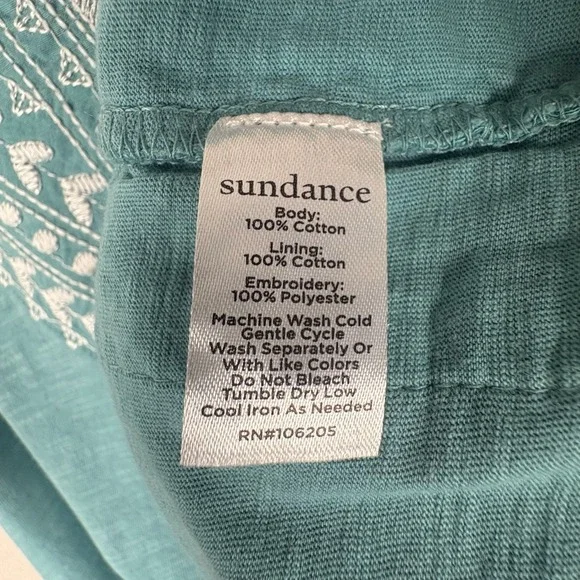 sundance
Body:
100% Cotton
Lining:
100% Cotton
Embroidery:
100% Polyester
Machine Wash Cold
Gentle Cycle
Wash Separately Or
With Like Colors
Do Not Bleach
Tumble Dry Low
Cool Iron As Needed
RN#106205